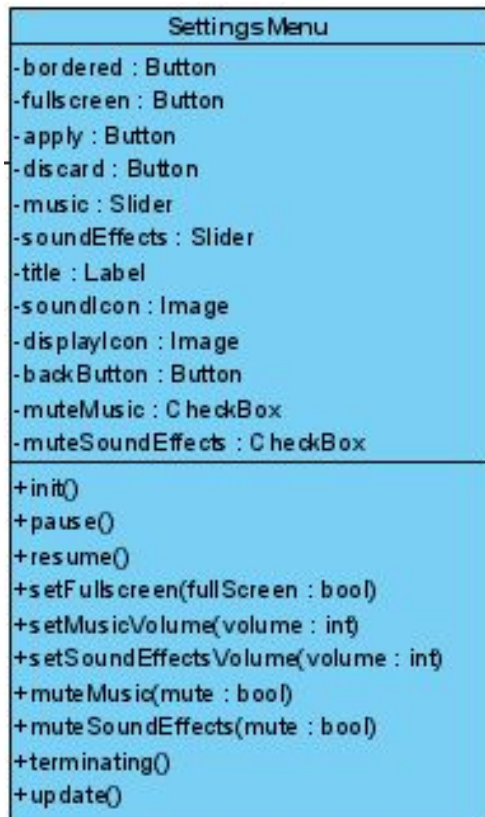 SettingsMenu
-bordered : Button
-fullscreen : Button
-apply : Button
-discard : Button
-music : Slider
-soundEffects : Slider
-title : Label
-soundIcon : Image
-displayIcon : Image
-backButton : Button
-muteMusic : CheckBox
-muteSoundEffects : CheckBox
+init()
+pause()
+resume()
+setFullscreen(fullScreen : bool)
+setMusicVolume(volume : int)
+setSoundEffectsVolume(volume : int)
+muteMusic(mute : bool)
+muteSoundEffects(mute : bool)
+terminating()
+update()